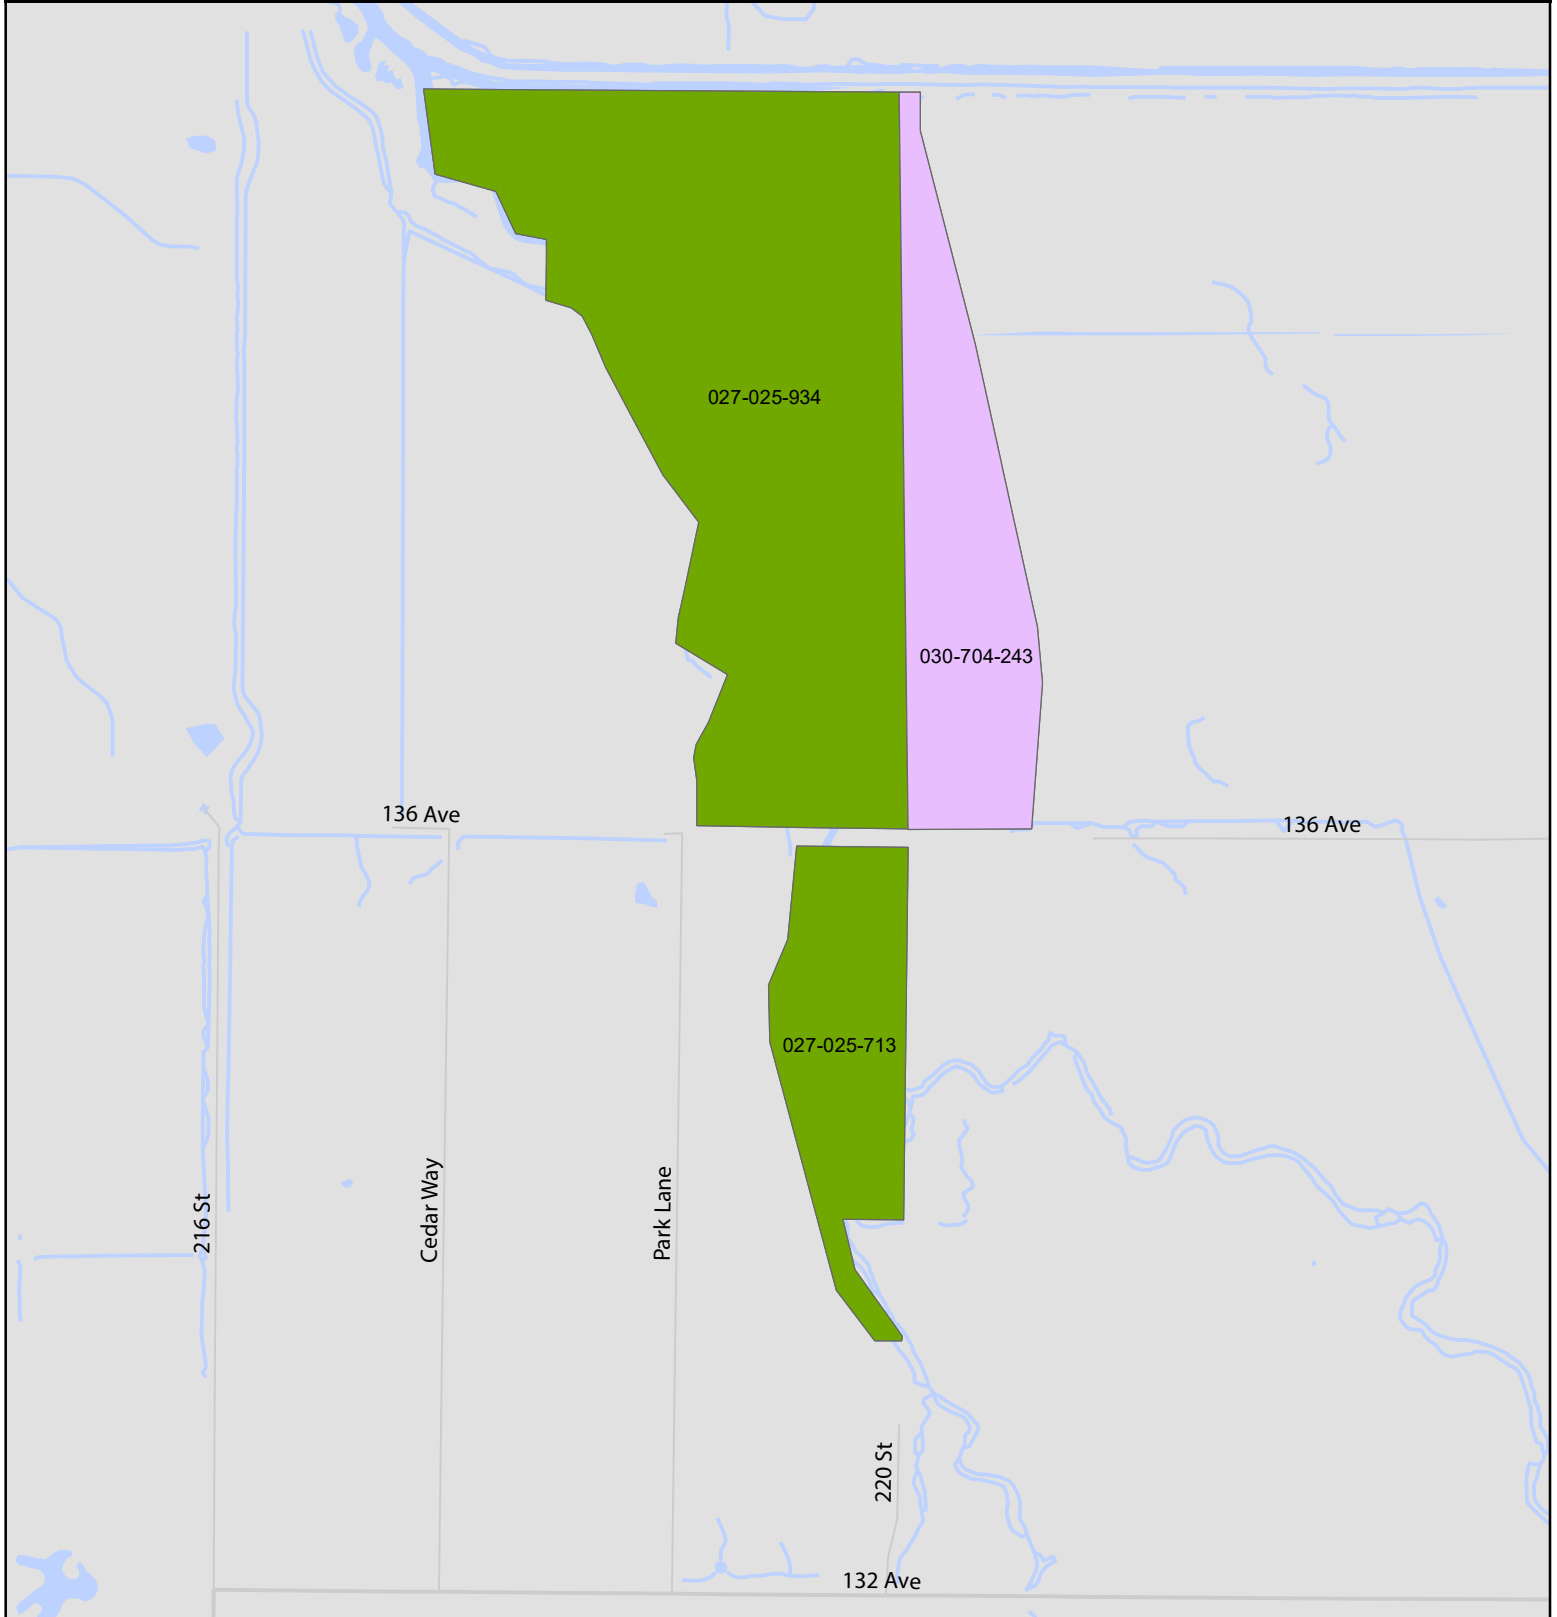 027-025-934
030-704-243
136 Ave
136 Ave
027-025-713
216 St
Cedar Way
Park Lane
220 St
132 Ave